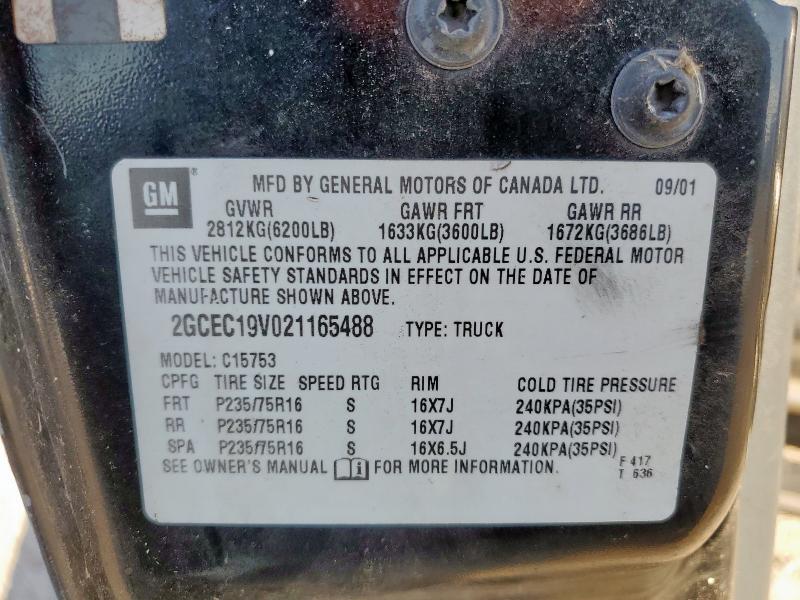 GM ® MFD BY GENERAL MOTORS OF CANADA LTD. 09/01
GVWR GAWR FRT GAWR RR
2812KG(6200LB) 1633KG(3600LB) 1672KG(3686LB)
THIS VEHICLE CONFORMS TO ALL APPLICABLE U.S. FEDERAL MOTOR
VEHICLE SAFETY STANDARDS IN EFFECT ON THE DATE OF
MANUFACTURE SHOWN ABOVE.
2GCEC19V021165488 TYPE: TRUCK
MODEL: C15753
CPFG TIRE SIZE SPEED RTG RIM COLD TIRE PRESSURE
FRT P235/75R16 S 16X7J 240KPA(35PSI)
RR P235/75R16 S 16X7J 240KPA(35PSI)
SPA P235/75R16 S 16X6.5J 240KPA(35PSI)
SEE OWNER'S MANUAL i FOR MORE INFORMATION.
F 417
T 636